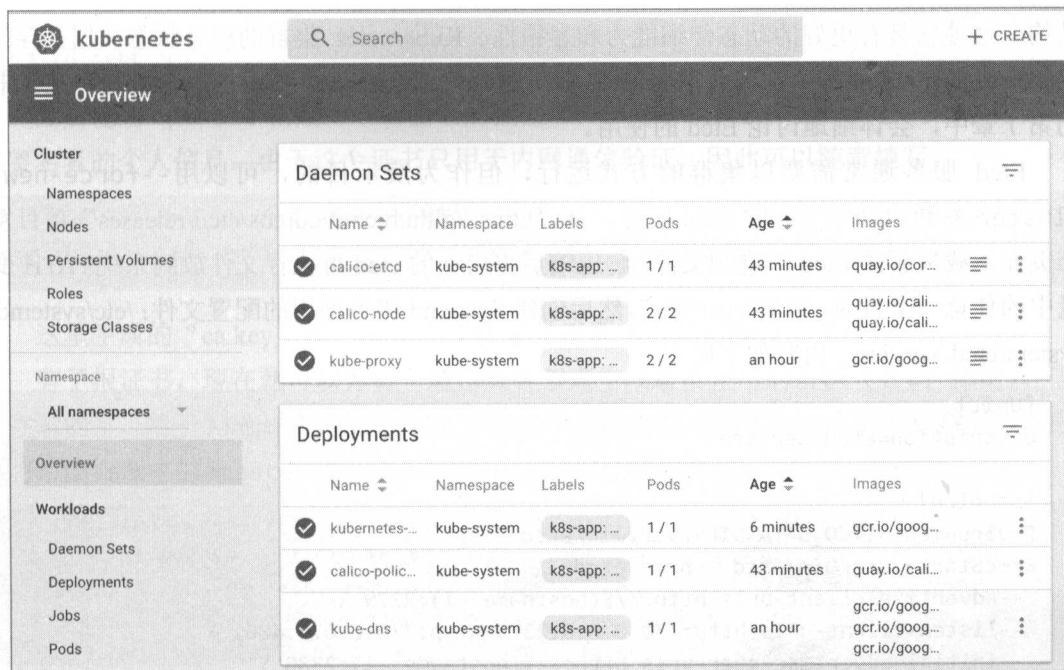 kubernetes
Search
+ CREATE
Overview
Cluster
Namespaces
Nodes
Persistent Volumes
Roles
Storage Classes
Namespace
All namespaces
Overview
Workloads
Daemon Sets
Deployments
Jobs
Pods
Daemon Sets
Name Namespace Labels Pods Age Images
calico-etcd kube-system k8s-app: ... 1 / 1 43 minutes quay.io/cor...
calico-node kube-system k8s-app: ... 2 / 2 43 minutes quay.io/cali...
quay.io/cali...
kube-proxy kube-system k8s-app: ... 2 / 2 an hour gcr.io/goog...
Deployments
Name Namespace Labels Pods Age Images
kubernetes-... kube-system k8s-app: ... 1 / 1 6 minutes gcr.io/goog...
calico-polic... kube-system k8s-app: ... 1 / 1 43 minutes quay.io/cali...
kube-dns kube-system k8s-app: ... 1 / 1 an hour gcr.io/goog...
gcr.io/goog...
gcr.io/goog...